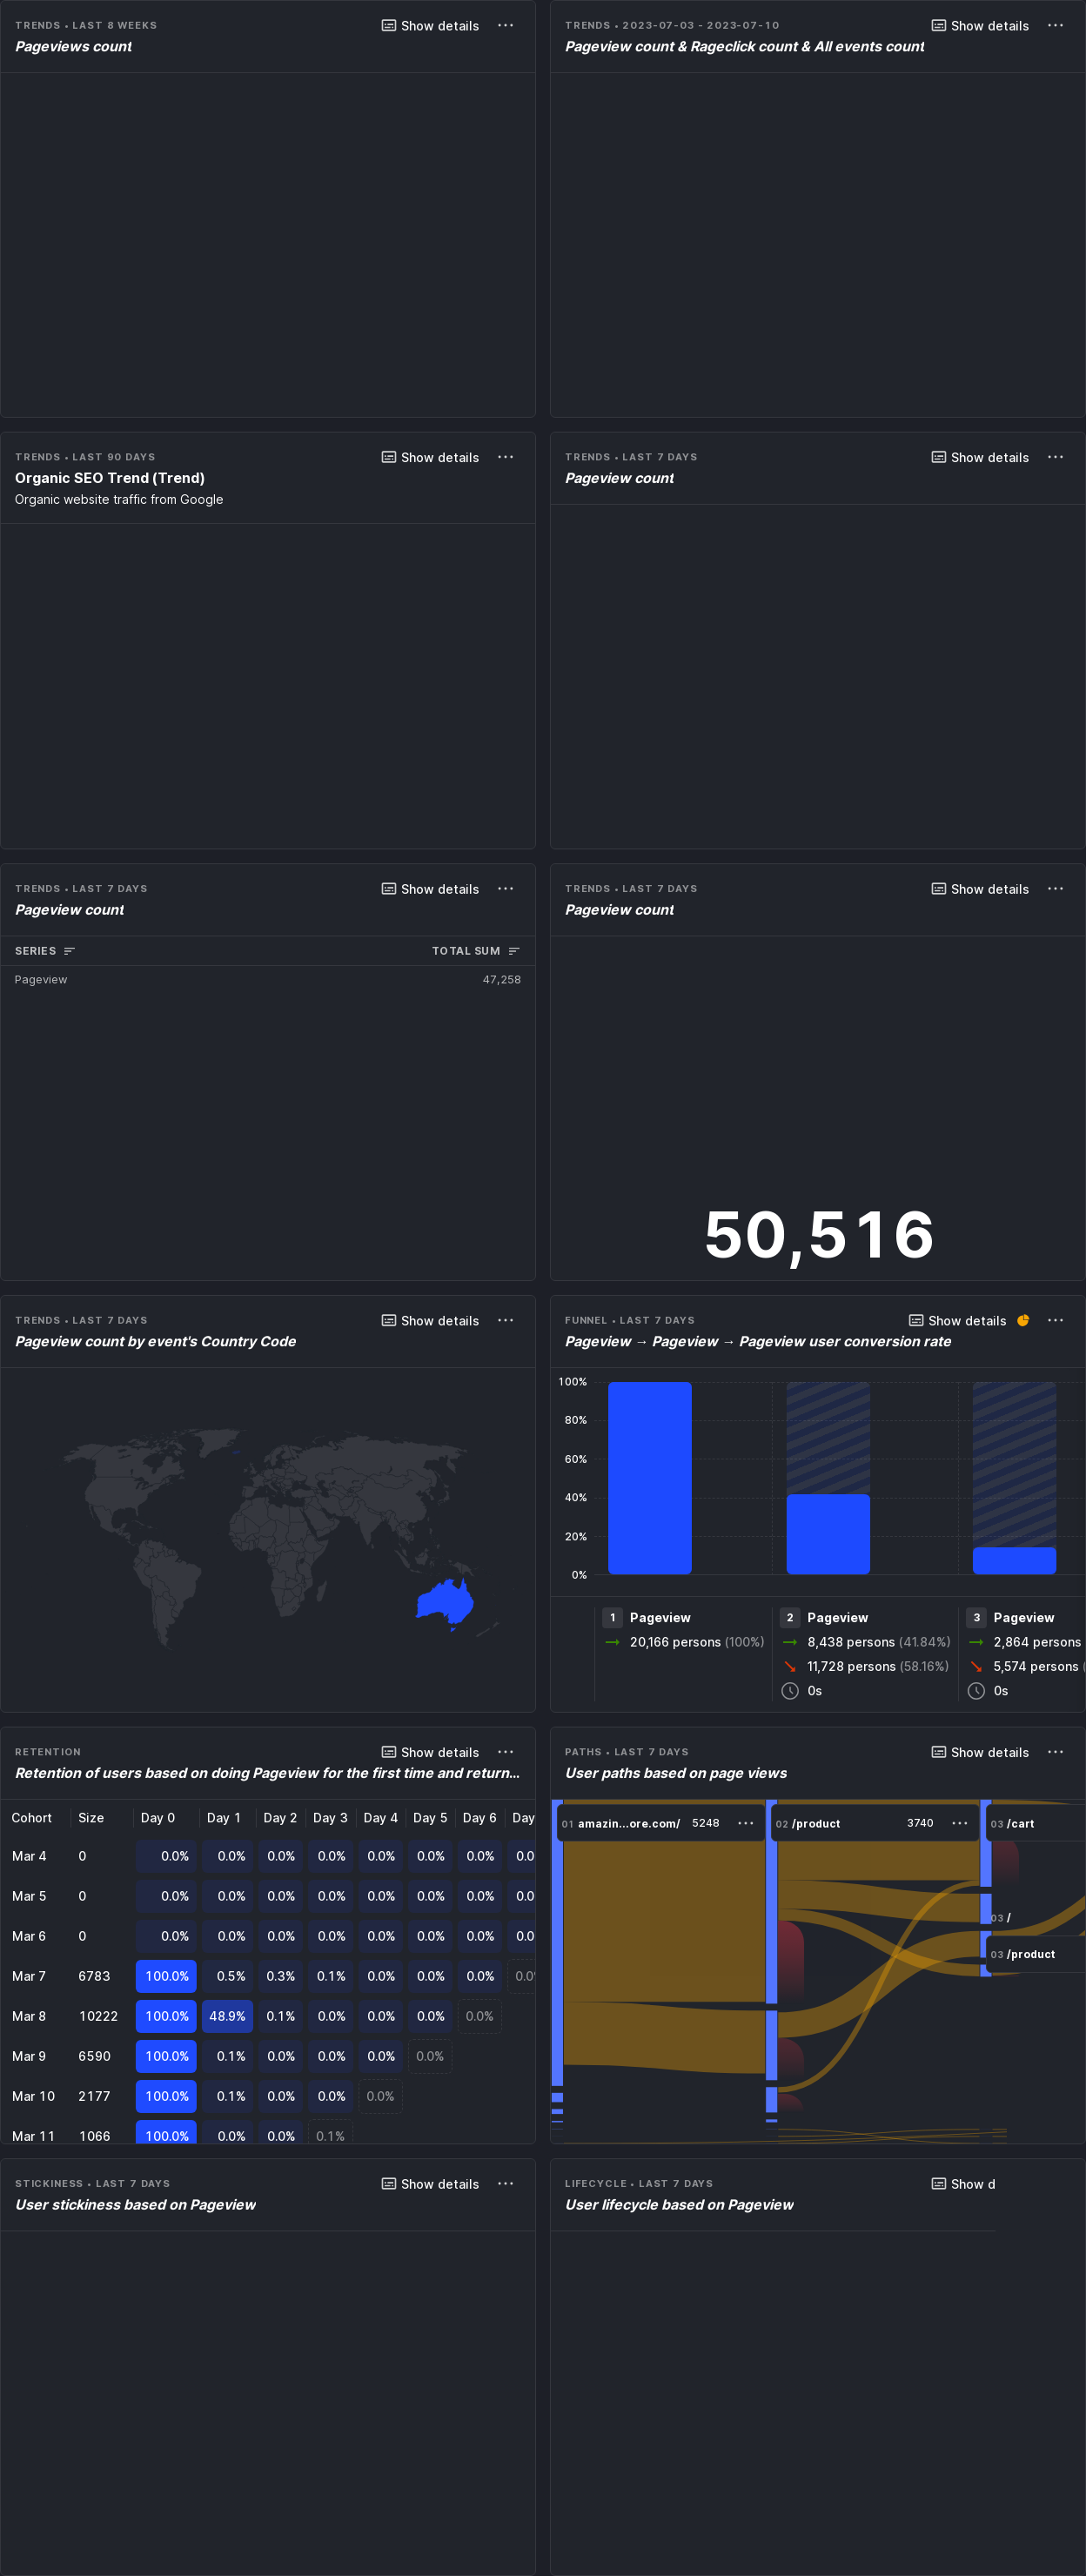 TRENDS • LAST 8 WEEKS
Show details
Pageviews count
TRENDS • 2023-07-03 - 2023-07-10
Show details
Pageview count & Rageclick count & All events count
TRENDS • LAST 90 DAYS
Show details
Organic SEO Trend (Trend)
Organic website traffic from Google
TRENDS • LAST 7 DAYS
Show details
Pageview count
TRENDS • LAST 7 DAYS
Show details
Pageview count
SERIES TOTAL SUM
Pageview 47,258
TRENDS • LAST 7 DAYS
Show details
Pageview count
50,516
TRENDS • LAST 7 DAYS
Show details
Pageview count by event's Country Code
FUNNEL • LAST 7 DAYS
Show details
Pageview → Pageview → Pageview user conversion rate
100%
80%
60%
40%
20%
0%
1 Pageview
20,166 persons (100%)
2 Pageview
8,438 persons (41.84%)
11,728 persons (58.16%)
0s
3 Pageview
2,864 persons
5,574 persons (
0s
RETENTION
Show details
Retention of users based on doing Pageview for the first time and return...
Cohort Size Day 0 Day 1 Day 2 Day 3 Day 4 Day 5 Day 6 Day
Mar 4 0 0.0% 0.0% 0.0% 0.0% 0.0% 0.0% 0.0% 0.0
Mar 5 0 0.0% 0.0% 0.0% 0.0% 0.0% 0.0% 0.0% 0.0
Mar 6 0 0.0% 0.0% 0.0% 0.0% 0.0% 0.0% 0.0% 0.0
Mar 7 6783 100.0% 0.5% 0.3% 0.1% 0.0% 0.0% 0.0% 0.0
Mar 8 10222 100.0% 48.9% 0.1% 0.0% 0.0% 0.0% 0.0%
Mar 9 6590 100.0% 0.1% 0.0% 0.0% 0.0% 0.0%
Mar 10 2177 100.0% 0.1% 0.0% 0.0% 0.0%
Mar 11 1066 100.0% 0.0% 0.0% 0.1%
PATHS • LAST 7 DAYS
Show details
User paths based on page views
01 amazin...ore.com/ 5248
02 /product 3740
03 /cart
03 /
03 /product
STICKINESS • LAST 7 DAYS
Show details
User stickiness based on Pageview
LIFECYCLE • LAST 7 DAYS
Show d
User lifecycle based on Pageview